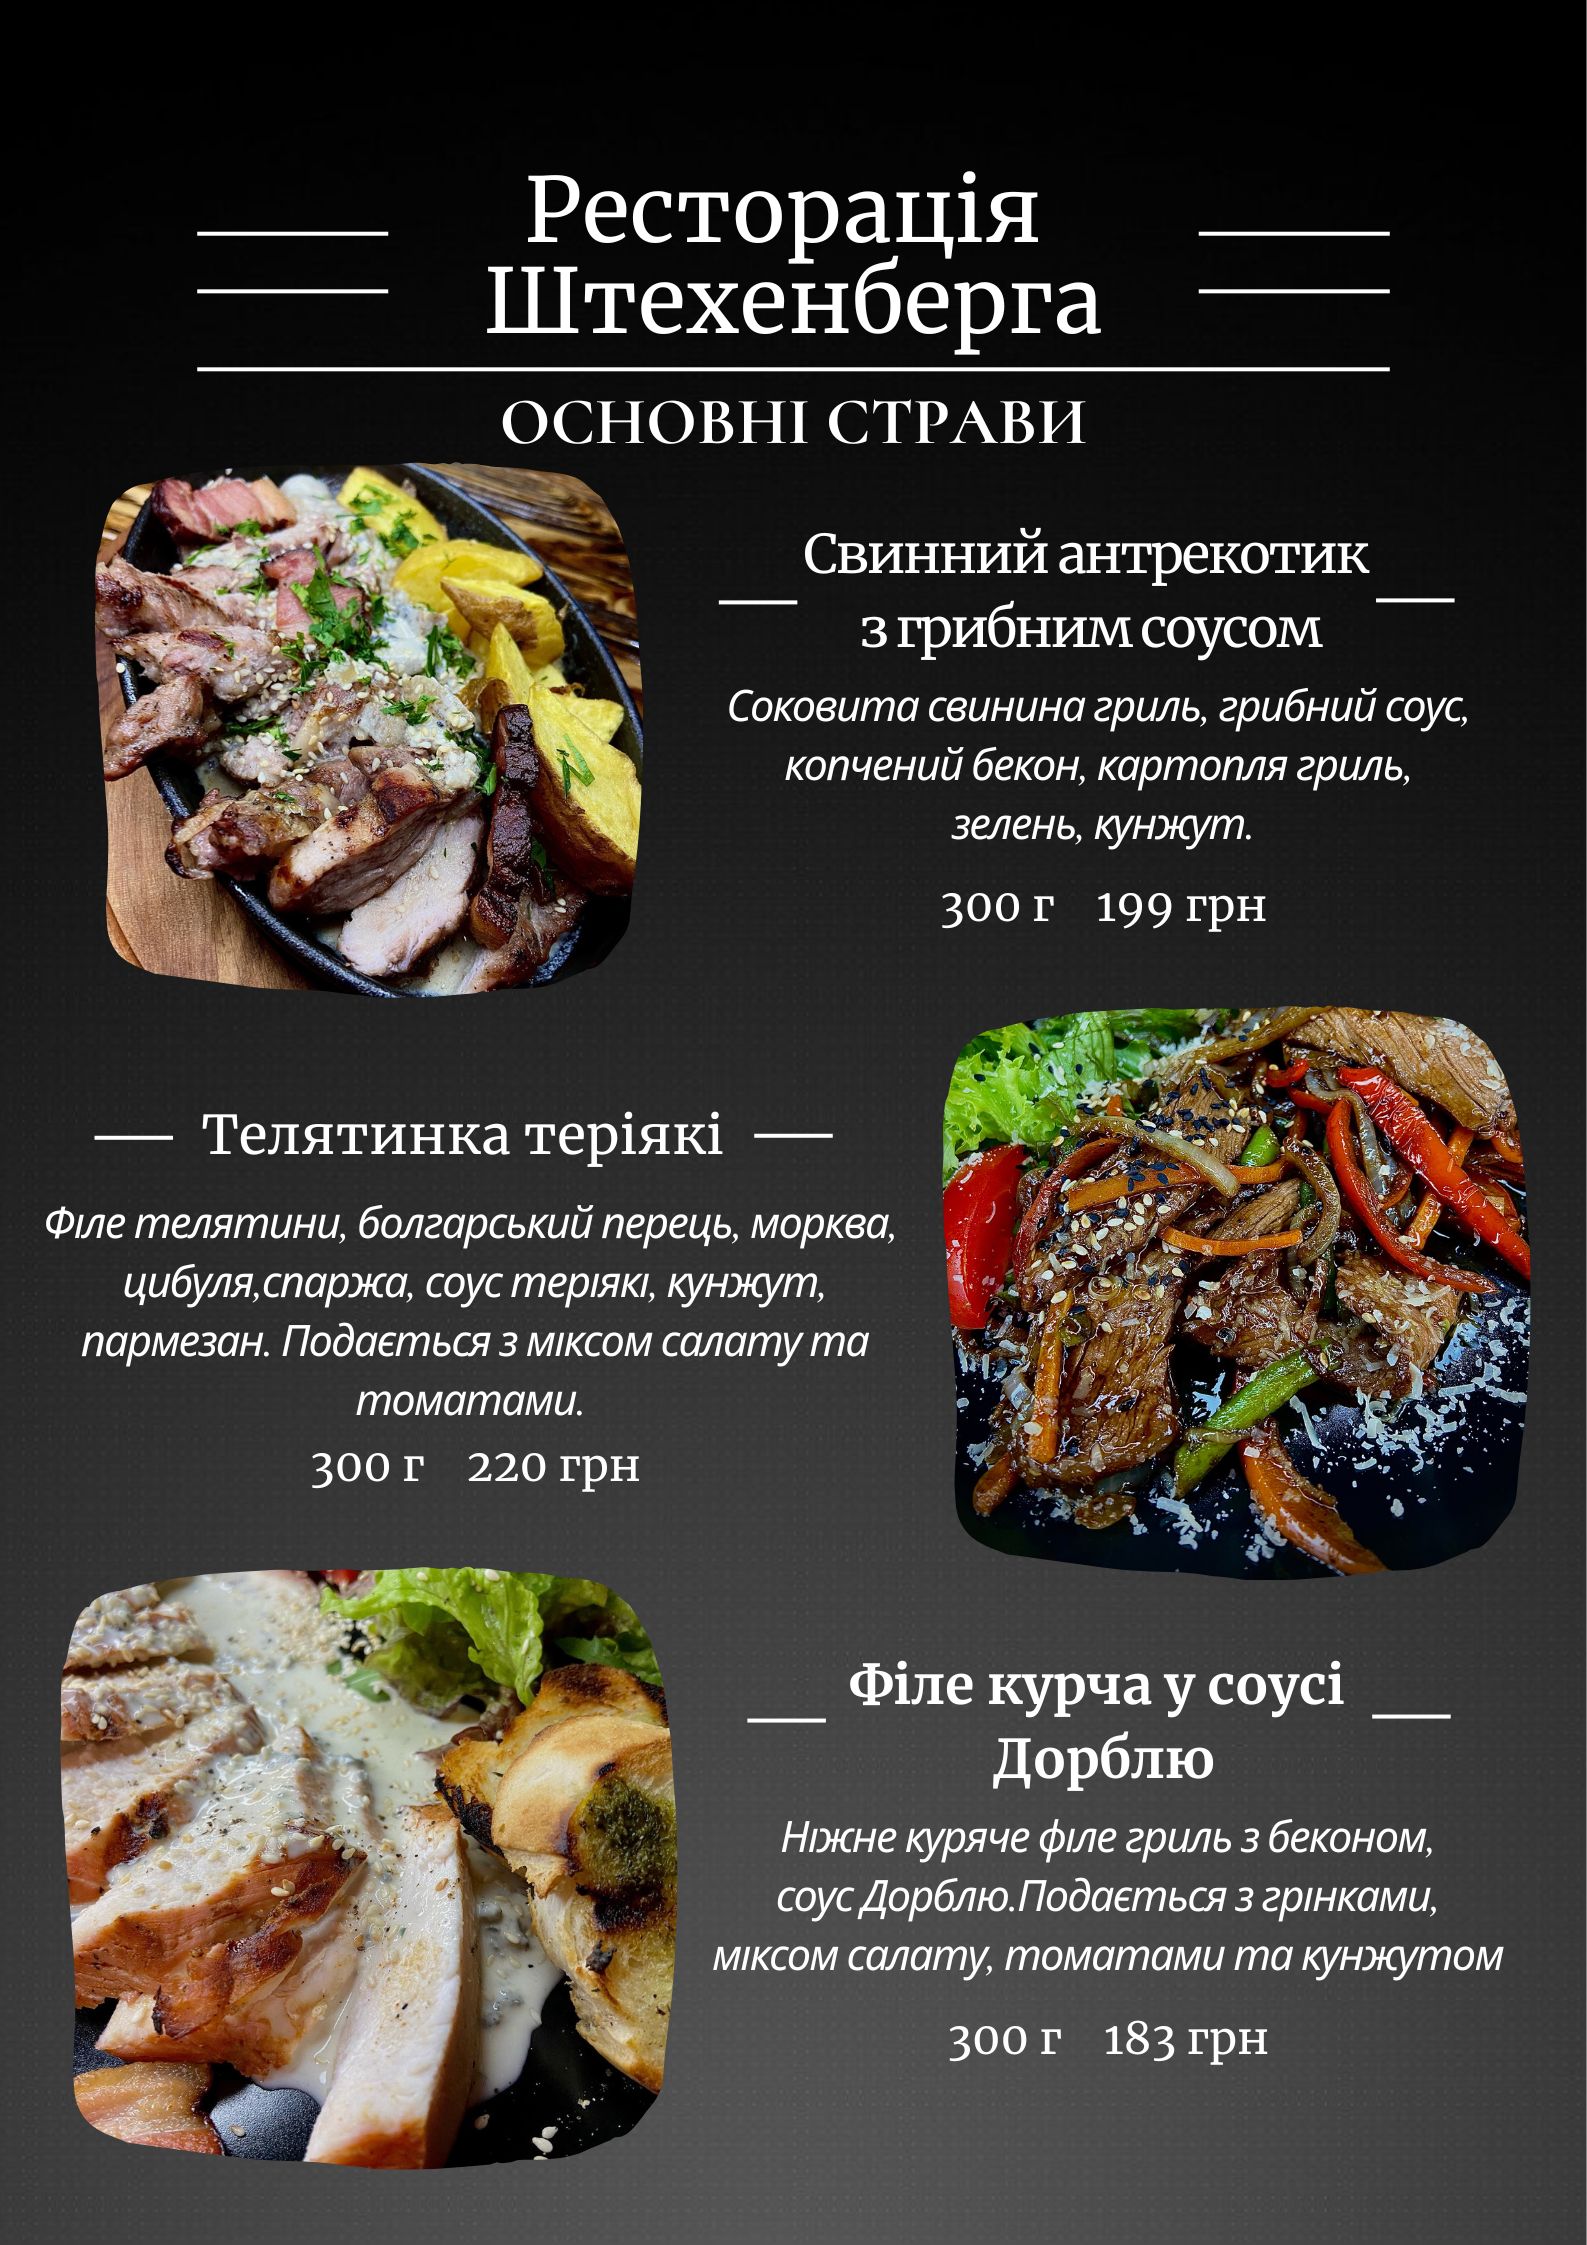 Ресторація
Штехенберга
ОСНОВНІ СТРАВИ
Свинний антрекотик
з грибним соусом
Соковита свинина гриль, грибний соус,
копчений бекон, картопля гриль,
зелень, кунжут.
300 г 199 грн
Телятинка теріякі
Філе телятини, болгарський перець, морква,
цибуля,спаржа, соус теріякі, кунжут,
пармезан. Подається з міксом салату та
томатами.
300 г 220 грн
Філе курча у соусі
Дорблю
Ніжне куряче філе гриль з беконом,
соус Дорблю.Подається з грінками,
міксом салату, томатами та кунжутом
300 г 183 грн